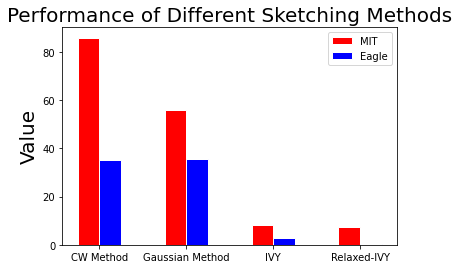 Performance of Different Sketching Methods
MIT
Eagle
Value
80
60
40
20
0
CW Method
Gaussian Method
IVY
Relaxed-IVY